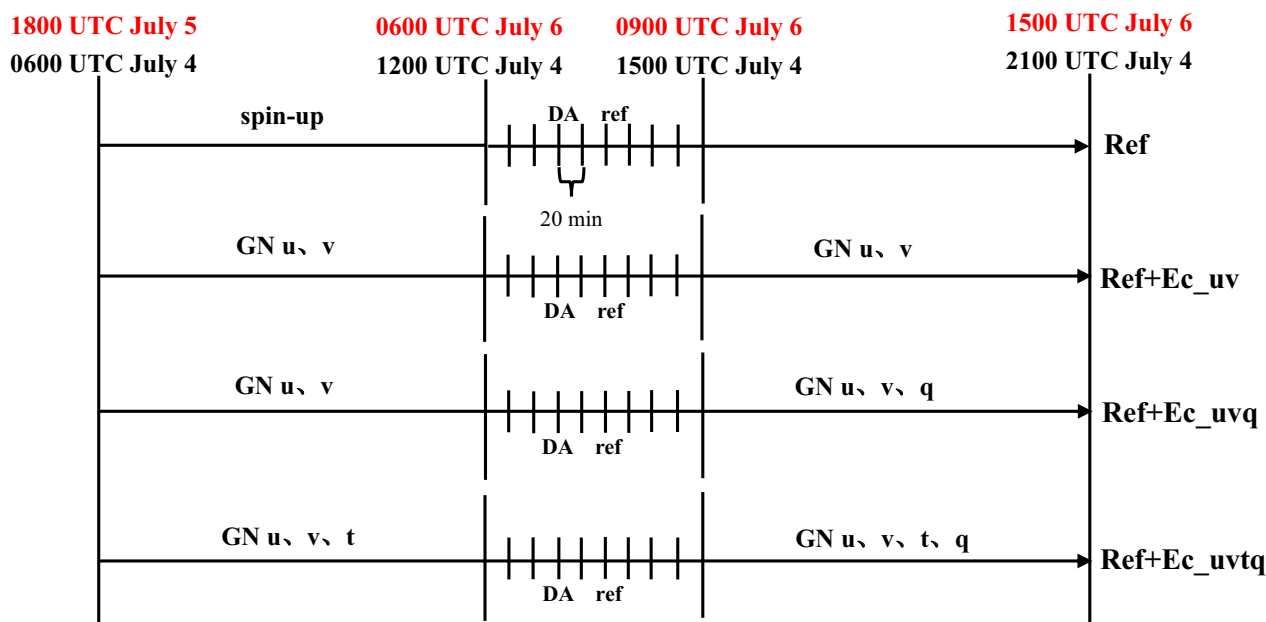 1800 UTC July 5 0600 UTC July 6 0900 UTC July 6 1500 UTC July 6
0600 UTC July 4 1200 UTC July 4 1500 UTC July 4 2100 UTC July 4
spin-up DA ref
Ref
20 min
GN u、v GN u、v
Ref+Ec_uv
DA ref
GN u、v GN u、v、q
Ref+Ec_uvq
DA ref
GN u、v、t GN u、v、t、q
Ref+Ec_uvtq
DA ref